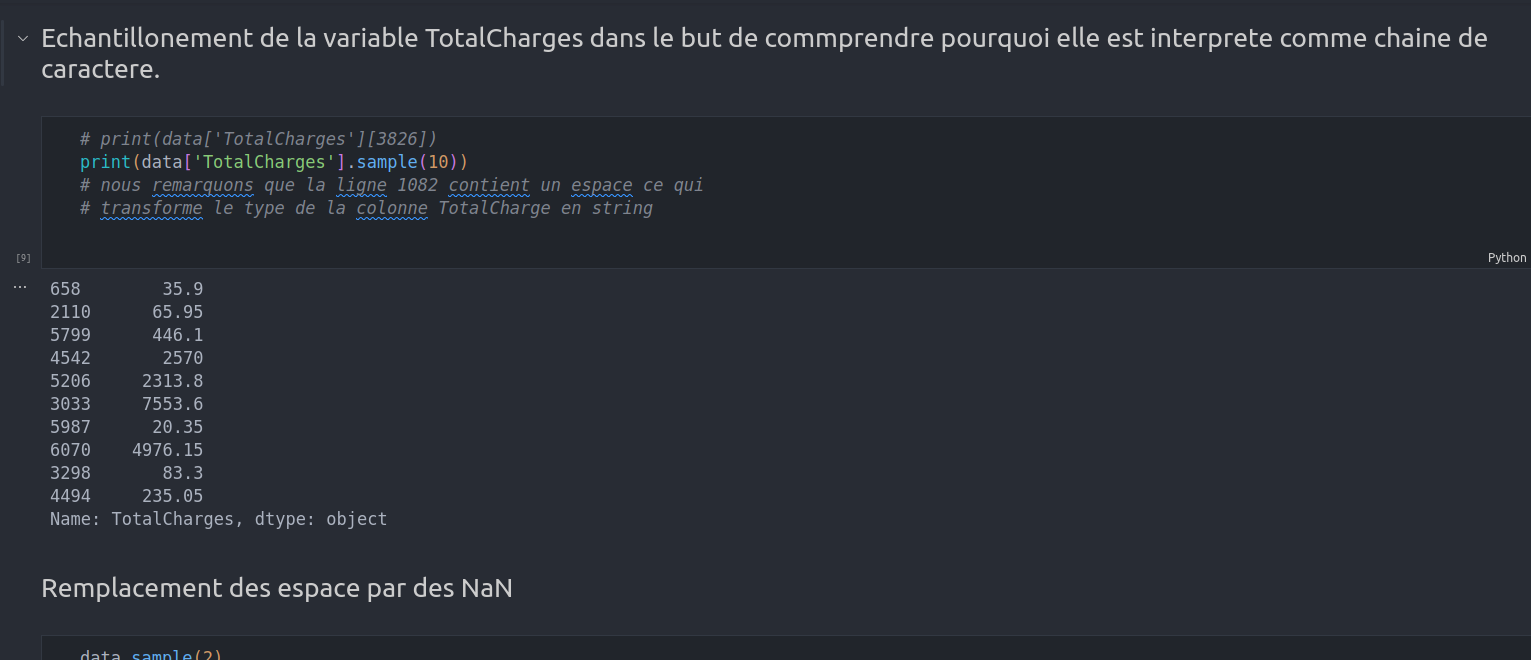 Echantillonement de la variable TotalCharges dans le but de commprendre pourquoi elle est interprete comme chaine de
caractere.
# print(data['TotalCharges'][3826])
print(data['TotalCharges'].sample(10))
# nous remarquons que la ligne 1082 contient un espace ce qui
# transforme le type de la colonne TotalCharge en string
[9]
Python
...
658 35.9
2110 65.95
5799 446.1
4542 2570
5206 2313.8
3033 7553.6
5987 20.35
6070 4976.15
3298 83.3
4494 235.05
Name: TotalCharges, dtype: object
Remplacement des espace par des NaN
data.sample(2)